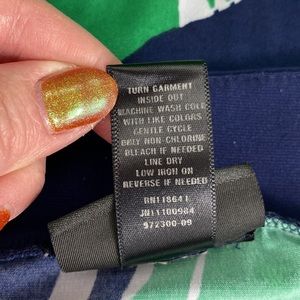 TURN GARMENT
INSIDE OUT
MACHINE WASH COLD
WITH LIKE COLORS
GENTLE CYCLE
ONLY NON-CHLORINE
BLEACH IF NEEDED
LINE DRY
LOW IRON ON
REVERSE IF NEEDED
RN118641
JW11100984
972300-09